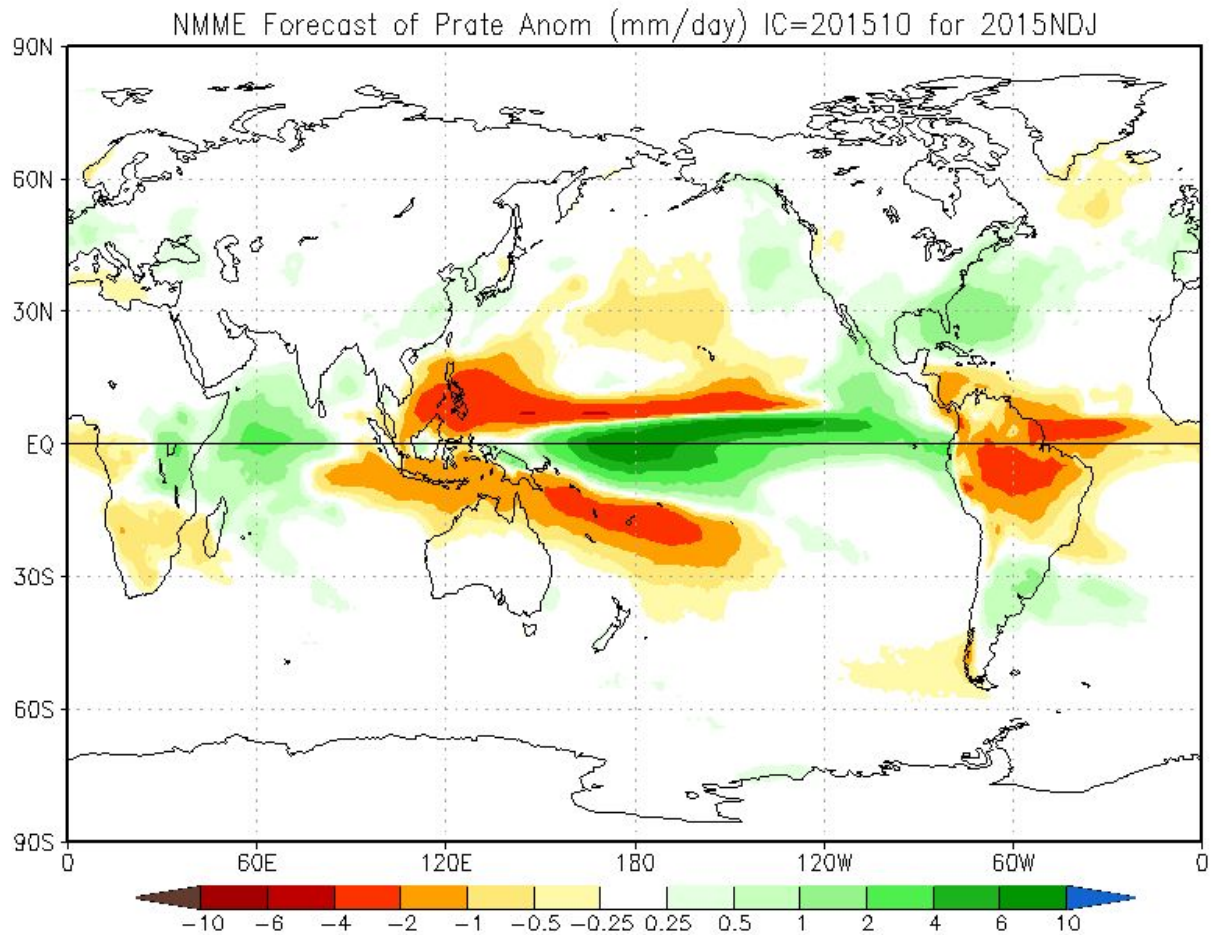 NMME Forecast of Prate Anom (mm/day) IC=201510 for 2015NDJ
90N
60N
30N
EQ
30S
60S
90S
0 60E 120E 180 120W 60W 0
−10 −6 −4 −2 −1 −0.5 −0.25 0.25 0.5 1 2 4 6 10